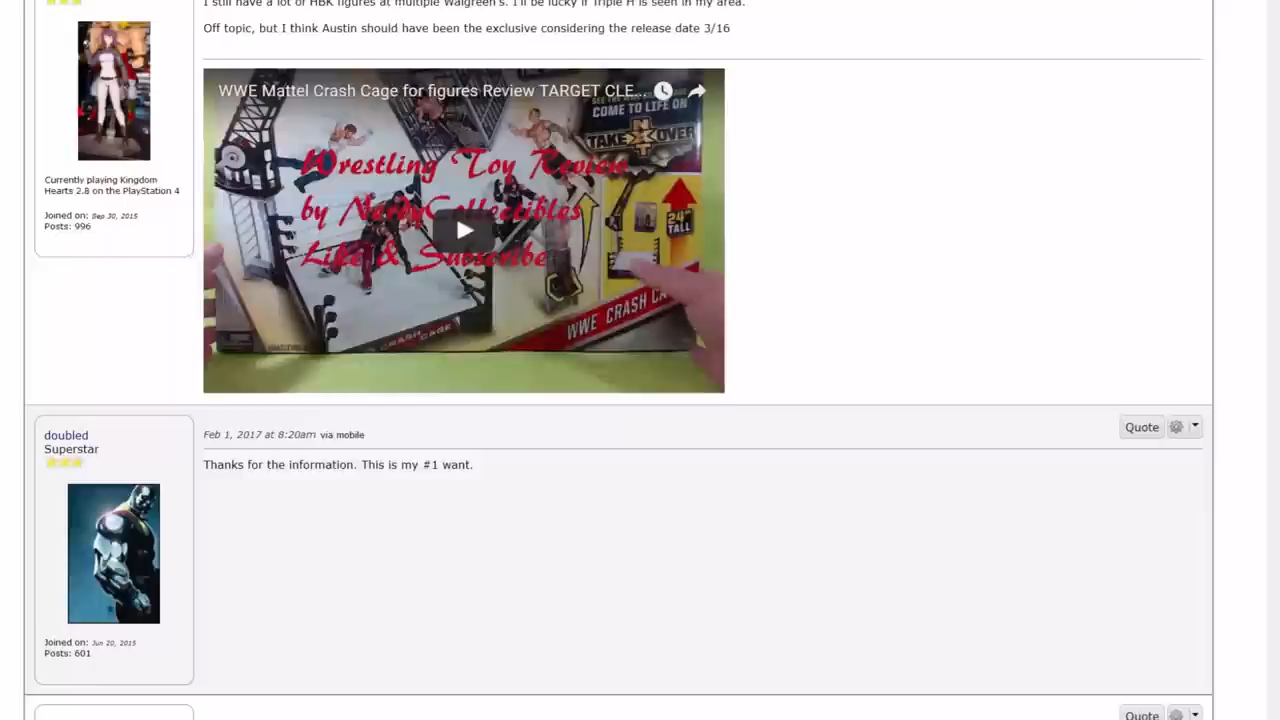 I still have a lot of HBK figures at multiple Walgreen's. I'll be lucky if Triple H is seen in my area.
Off topic, but I think Austin should have been the exclusive considering the release date 3/16
WWE Mattel Crash Cage for figures Review TARGET CLE...
COME TO LIFE ON
TAKEOVER
Wrestling Toy Review
by NerdyCollectibles
Like & Suscribe
24"
TALL
WWE CRASH CA
CRASH CAGE
Currently playing Kingdom
Hearts 2.8 on the PlayStation 4
Joined on: Sep 30, 2015
Posts: 996
doubled
Superstar
Feb 1, 2017 at 8:20am via mobile
Quote
Thanks for the information. This is my #1 want.
Joined on: Jun 20, 2015
Posts: 601
Quote